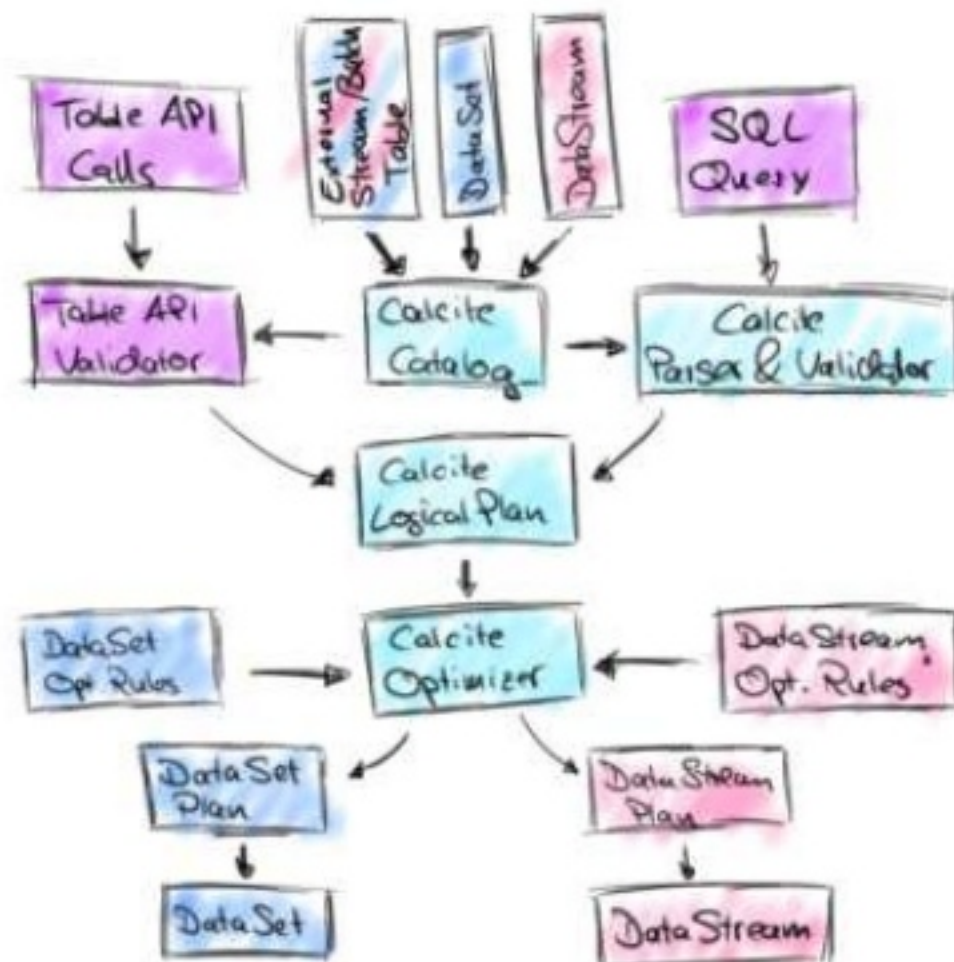 Table API
Calls
External
Stream/Batch
Table
DataSet
DataStream
SQL
Query
Table API
Validator
Calcite
Catalog
Calcite
Parser & Validator
Calcite
Logical Plan
DataSet
Opt. Rules
Calcite
Optimizer
DataStream
Opt. Rules
DataSet
Plan
DataStream
Plan
DataSet
DataStream